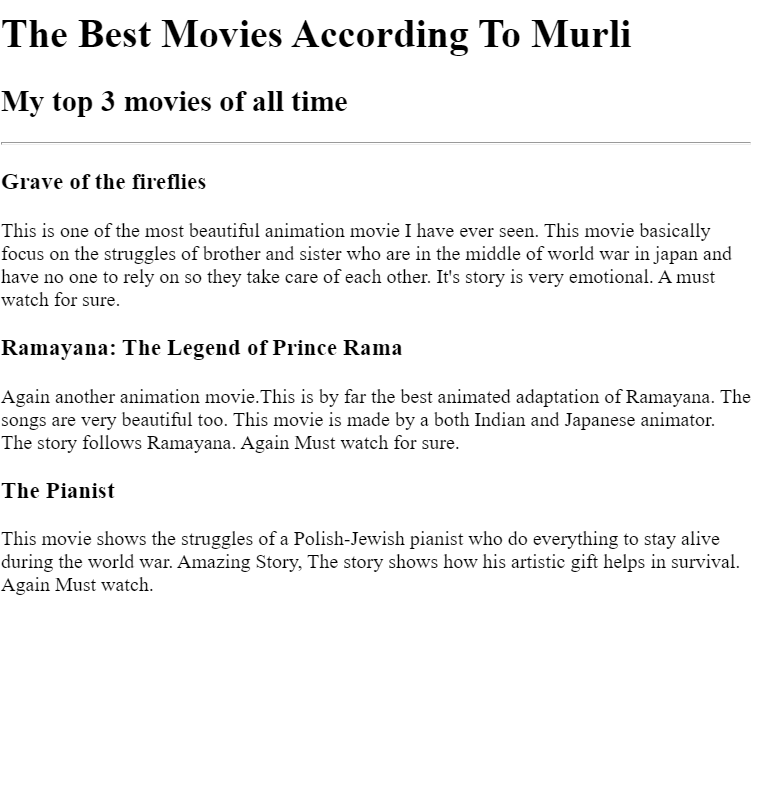 The Best Movies According To Murli
My top 3 movies of all time
Grave of the fireflies
This is one of the most beautiful animation movie I have ever seen. This movie basically
focus on the struggles of brother and sister who are in the middle of world war in japan and
have no one to rely on so they take care of each other. It's story is very emotional. A must
watch for sure.
Ramayana: The Legend of Prince Rama
Again another animation movie.This is by far the best animated adaptation of Ramayana. The
songs are very beautiful too. This movie is made by a both Indian and Japanese animator.
The story follows Ramayana. Again Must watch for sure.
The Pianist
This movie shows the struggles of a Polish-Jewish pianist who do everything to stay alive
during the world war. Amazing Story, The story shows how his artistic gift helps in survival.
Again Must watch.